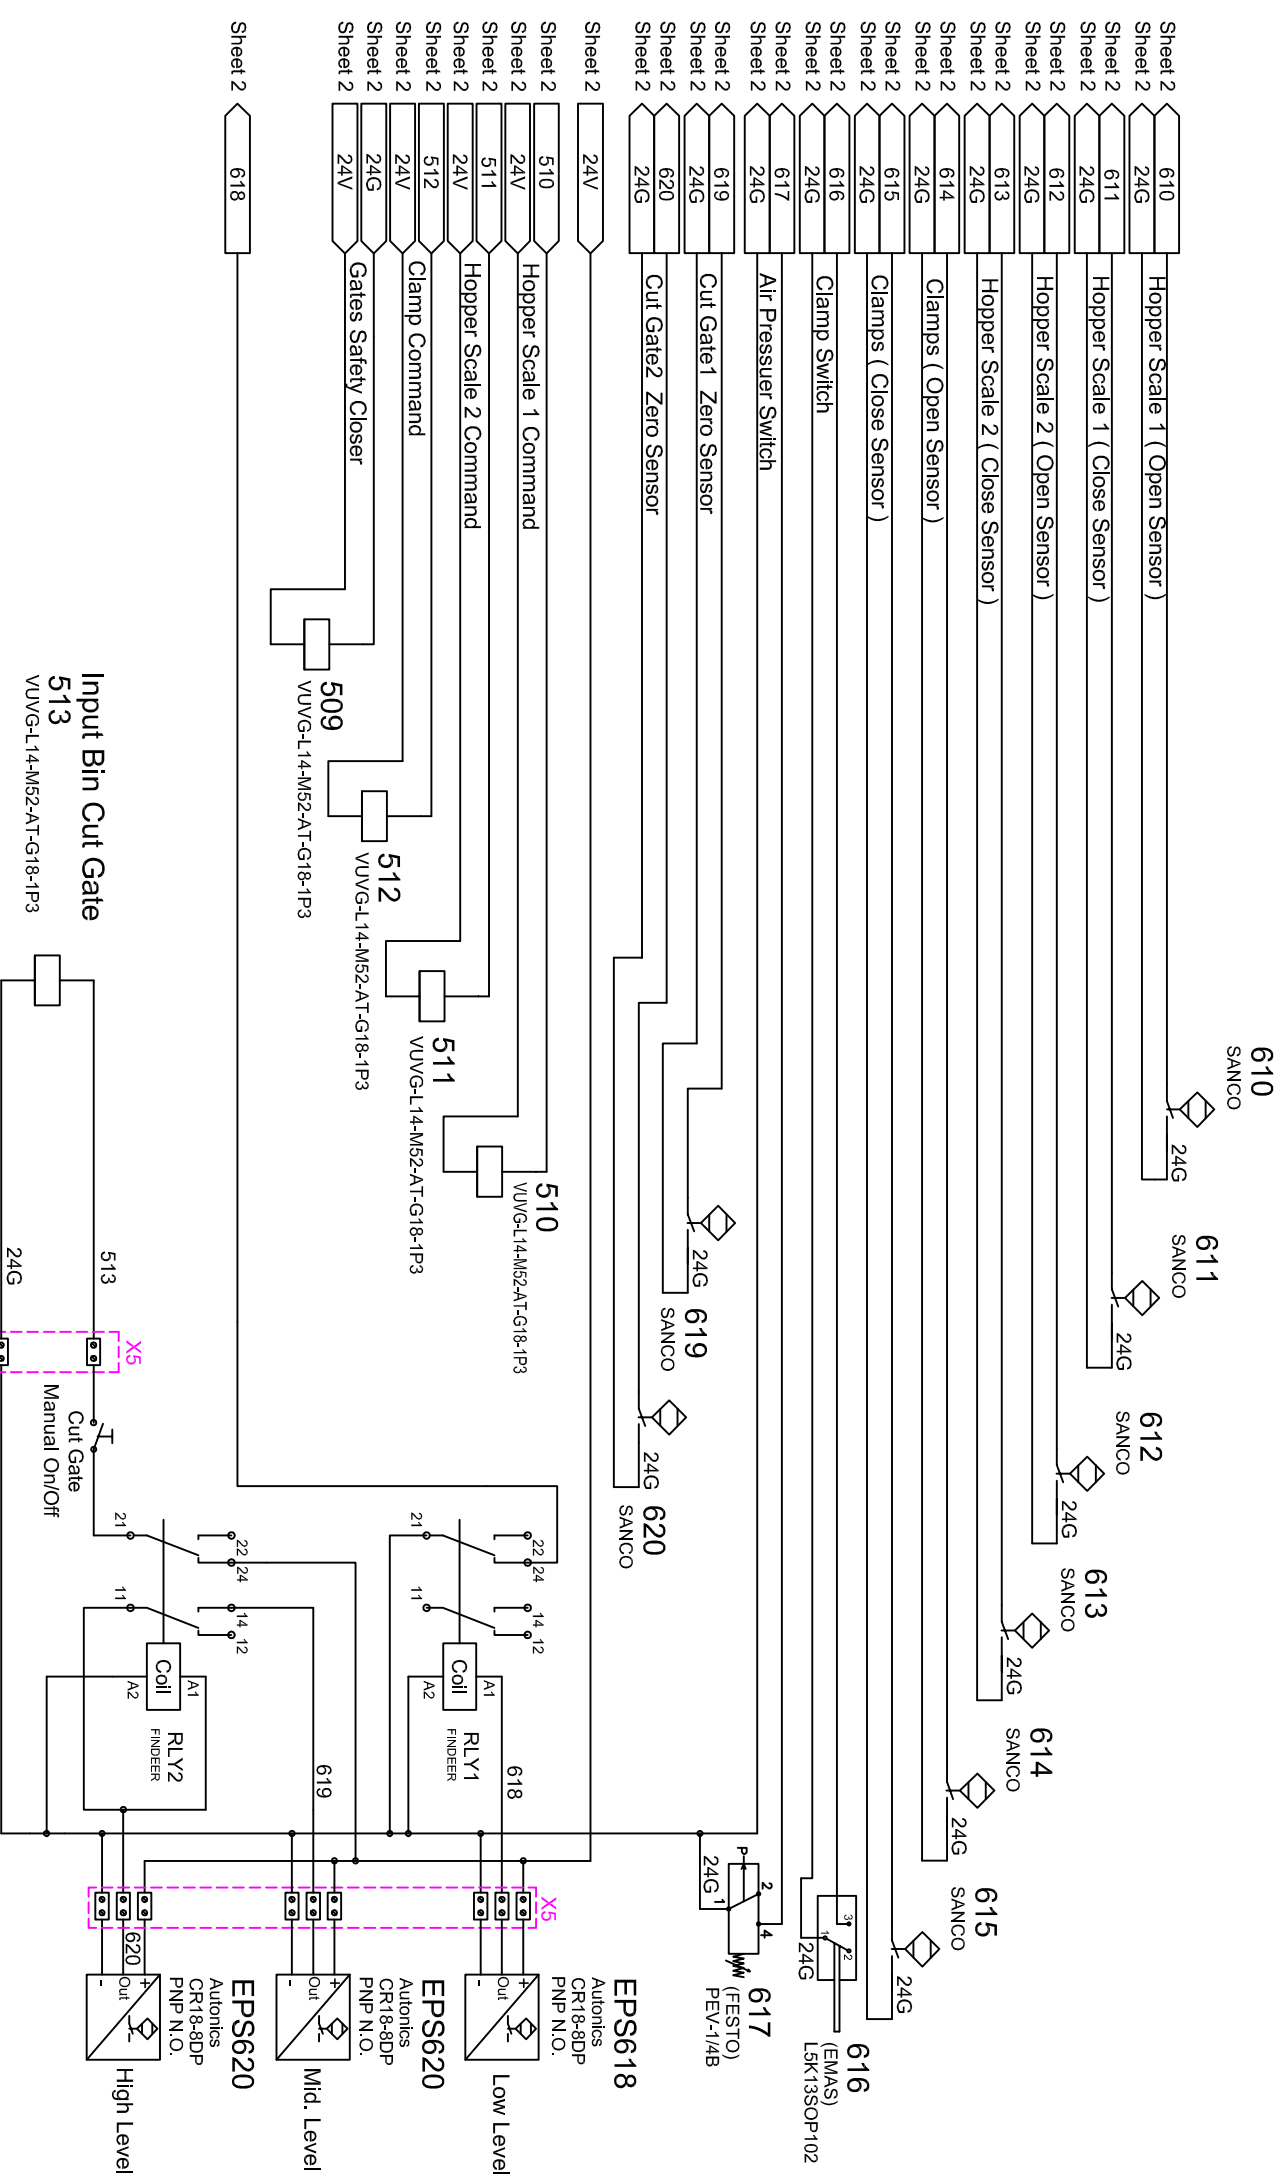 Sheet 2 610 Hopper Scale 1 ( Open Sensor )
Sheet 2 24G
Sheet 2 611 Hopper Scale 1 ( Close Sensor )
Sheet 2 24G
Sheet 2 612 Hopper Scale 2 ( Open Sensor )
Sheet 2 24G
Sheet 2 613 Hopper Scale 2 ( Close Sensor )
Sheet 2 24G
Sheet 2 614 Clamps ( Open Sensor )
Sheet 2 24G
Sheet 2 615 Clamps ( Close Sensor )
Sheet 2 24G
Sheet 2 616 Clamp Switch
Sheet 2 24G
Sheet 2 617 Air Pressuer Switch
Sheet 2 24G
Sheet 2 619 Cut Gate1 Zero Sensor
Sheet 2 24G
Sheet 2 620 Cut Gate2 Zero Sensor
Sheet 2 24G
Sheet 2 24V
Sheet 2 510 Hopper Scale 1 Command
Sheet 2 24V
Sheet 2 511 Hopper Scale 2 Command
Sheet 2 24V
Sheet 2 512 Clamp Command
Sheet 2 24V
Sheet 2 24G Gates Safety Closer
Sheet 2 24V
Sheet 2 618
610
SANCO
24G
611
SANCO
24G
612
SANCO
24G
613
SANCO
24G
614
SANCO
24G
615
SANCO
24G
616
(EMAS)
L5K13SOP102
3
1
2
24G
617
(FESTO)
PEV-1/4B
P
2
4
1
24G
619
SANCO
24G
620
SANCO
24G
510
VUVG-L14-M52-AT-G18-1P3
511
VUVG-L14-M52-AT-G18-1P3
512
VUVG-L14-M52-AT-G18-1P3
509
VUVG-L14-M52-AT-G18-1P3
Input Bin Cut Gate
513
VUVG-L14-M52-AT-G18-1P3
513
24G
X5
Cut Gate
Manual On/Off
22
24
21
14
12
11
Coil
A1
A2
RLY1
FINDEER
618
22
24
21
14
12
11
Coil
A1
A2
RLY2
FINDEER
619
620
X5
EPS618
Autonics
CR18-8DP
PNP N.O.
+
Out
-
Low Level
EPS620
Autonics
CR18-8DP
PNP N.O.
+
Out
-
Mid. Level
EPS620
Autonics
CR18-8DP
PNP N.O.
+
Out
-
High Level